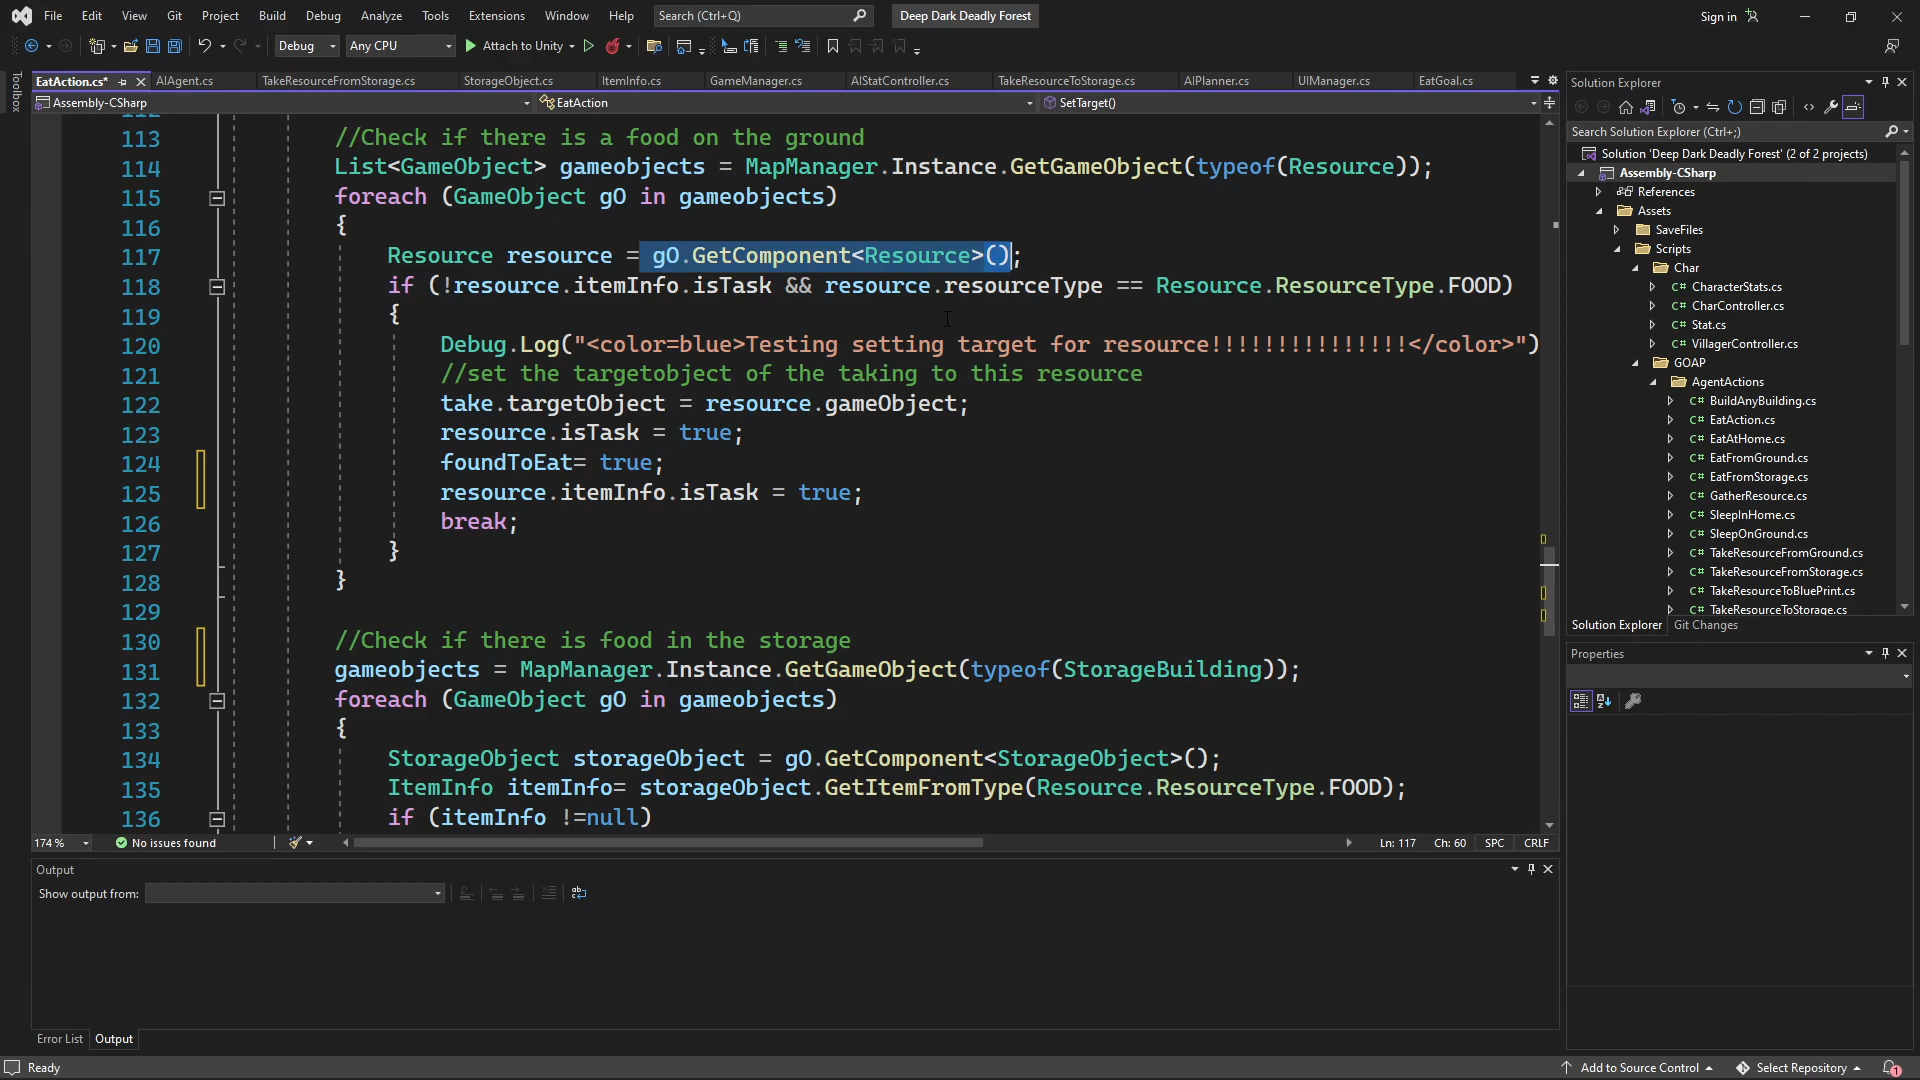 File Edit View Git Project Build Debug Analyze Tools Extensions Window Help Search (Ctrl+Q) Deep Dark Deadly Forest Sign in
Debug Any CPU Attach to Unity
Toolbox
EatAction.cs* AIAgent.cs TakeResourceFromStorage.cs StorageObject.cs ItemInfo.cs GameManager.cs AIStatController.cs TakeResourceToStorage.cs AIPlanner.cs UIManager.cs EatGoal.cs
Assembly-CSharp EatAction SetTarget()
113 //Check if there is a food on the ground
114 List<GameObject> gameobjects = MapManager.Instance.GetGameObject(typeof(Resource));
115 foreach (GameObject gO in gameobjects)
116 {
117 Resource resource = gO.GetComponent<Resource>();
118 if (!resource.itemInfo.isTask && resource.resourceType == Resource.ResourceType.FOOD)
119 {
120 Debug.Log("<color=blue>Testing setting target for resource!!!!!!!!!!!!!!!</color>")
121 //set the targetobject of the taking to this resource
122 take.targetObject = resource.gameObject;
123 resource.isTask = true;
124 foundToEat= true;
125 resource.itemInfo.isTask = true;
126 break;
127 }
128 }
129
130 //Check if there is food in the storage
131 gameobjects = MapManager.Instance.GetGameObject(typeof(StorageBuilding));
132 foreach (GameObject gO in gameobjects)
133 {
134 StorageObject storageObject = gO.GetComponent<StorageObject>();
135 ItemInfo itemInfo= storageObject.GetItemFromType(Resource.ResourceType.FOOD);
136 if (itemInfo !=null)
174 % No issues found Ln: 117 Ch: 60 SPC CRLF
Output
Show output from:
Error List Output
Solution Explorer
Search Solution Explorer (Ctrl+;)
Solution 'Deep Dark Deadly Forest' (2 of 2 projects)
Assembly-CSharp
References
Assets
SaveFiles
Scripts
Char
C# CharacterStats.cs
C# CharController.cs
C# Stat.cs
C# VillagerController.cs
GOAP
AgentActions
C# BuildAnyBuilding.cs
C# EatAction.cs
C# EatAtHome.cs
C# EatFromGround.cs
C# EatFromStorage.cs
C# GatherResource.cs
C# SleepInHome.cs
C# SleepOnGround.cs
C# TakeResourceFromGround.cs
C# TakeResourceFromStorage.cs
C# TakeResourceToBluePrint.cs
C# TakeResourceToStorage.cs
Solution Explorer Git Changes
Properties
Ready Add to Source Control Select Repository 1